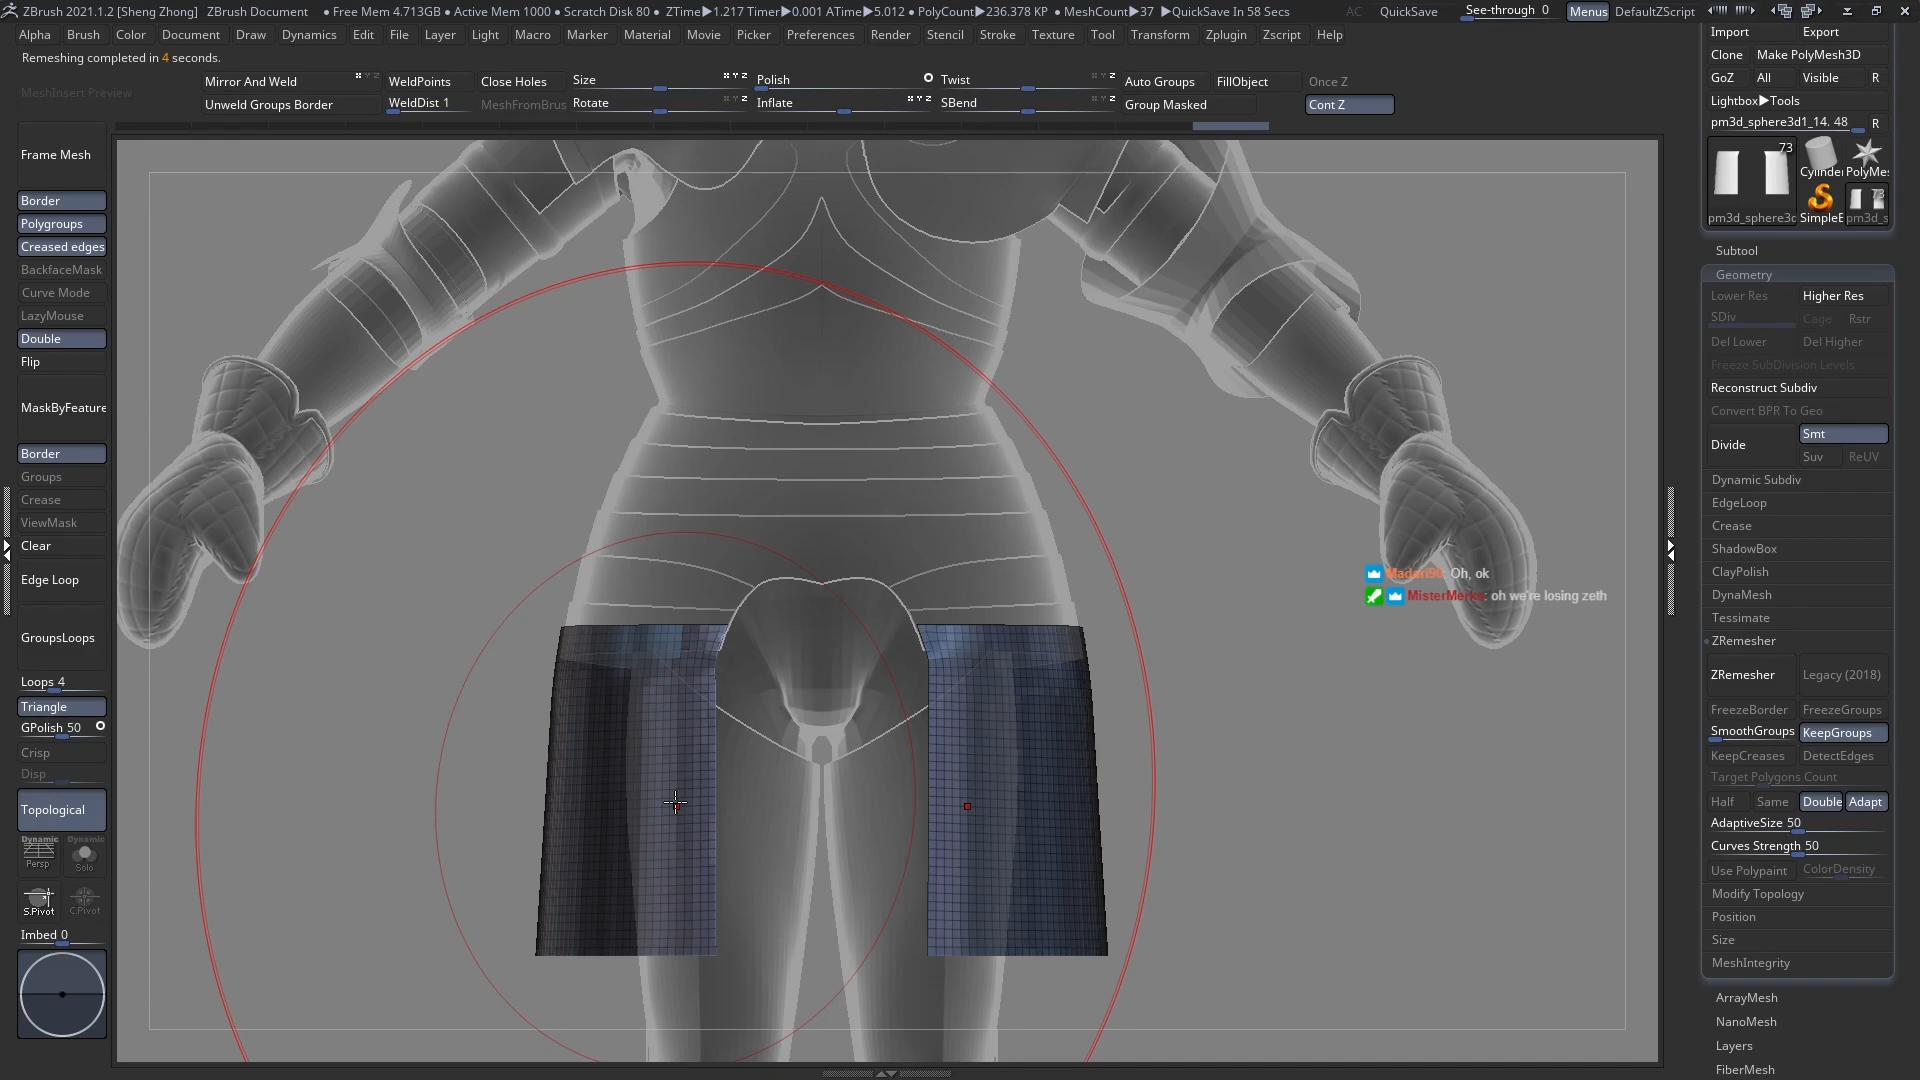 ZBrush 2021.1.2 [Sheng Zhong]   ZBrush Document   • Free Mem 4.713GB • Active Mem 1000 • Scratch Disk 80 •  ZTime▶1.217 Timer▶0.001 ATime▶5.012  • PolyCount▶236.378 KP  • MeshCount▶37  ▶QuickSave In 58 Secs  AC  QuickSave  See-through 0  Menus  DefaultZScript
Alpha Brush Color Document Draw Dynamics Edit File Layer Light Macro Marker Material Movie Picker Preferences Render Stencil Stroke Texture Tool Transform Zplugin Zscript Help
Remeshing completed in 4 seconds.
MeshInsert Preview
Mirror And Weld WeldPoints Close Holes Size Polish Twist Auto Groups FillObject Once Z
Unweld Groups Border WeldDist 1 MeshFromBrus Rotate Inflate SBend Group Masked Cont Z
Frame Mesh
Border
Polygroups
Creased edges
BackfaceMask
Curve Mode
LazyMouse
Double
Flip
MaskByFeature
Border
Groups
Crease
ViewMask
Clear
Edge Loop
GroupsLoops
Loops 4
Triangle
GPolish 50
Crisp
Disp
Topological
Dynamic Dynamic
Persp Solo
S.Pivot C.Pivot
Imbed 0
Madari90: Oh, ok
: oh we're losing zeth
Import Export
Clone Make PolyMesh3D
GoZ All Visible R
Lightbox▶Tools
pm3d_sphere3d1_14. 48 R
73
Cylinde PolyMe
73
pm3d_sphere3d SimpleE pm3d_s
Subtool
Geometry
Lower Res Higher Res
SDiv Cage Rstr
Del Lower Del Higher
Freeze SubDivision Levels
Reconstruct Subdiv
Convert BPR To Geo
Divide Smt
Suv ReUV
Dynamic Subdiv
EdgeLoop
Crease
ShadowBox
ClayPolish
DynaMesh
Tessimate
ZRemesher
ZRemesher Legacy (2018)
FreezeBorder FreezeGroups
SmoothGroups KeepGroups
KeepCreases DetectEdges
Target Polygons Count
Half Same Double Adapt
AdaptiveSize 50
Curves Strength 50
Use Polypaint ColorDensity
Modify Topology
Position
Size
MeshIntegrity
ArrayMesh
NanoMesh
Layers
FiberMesh